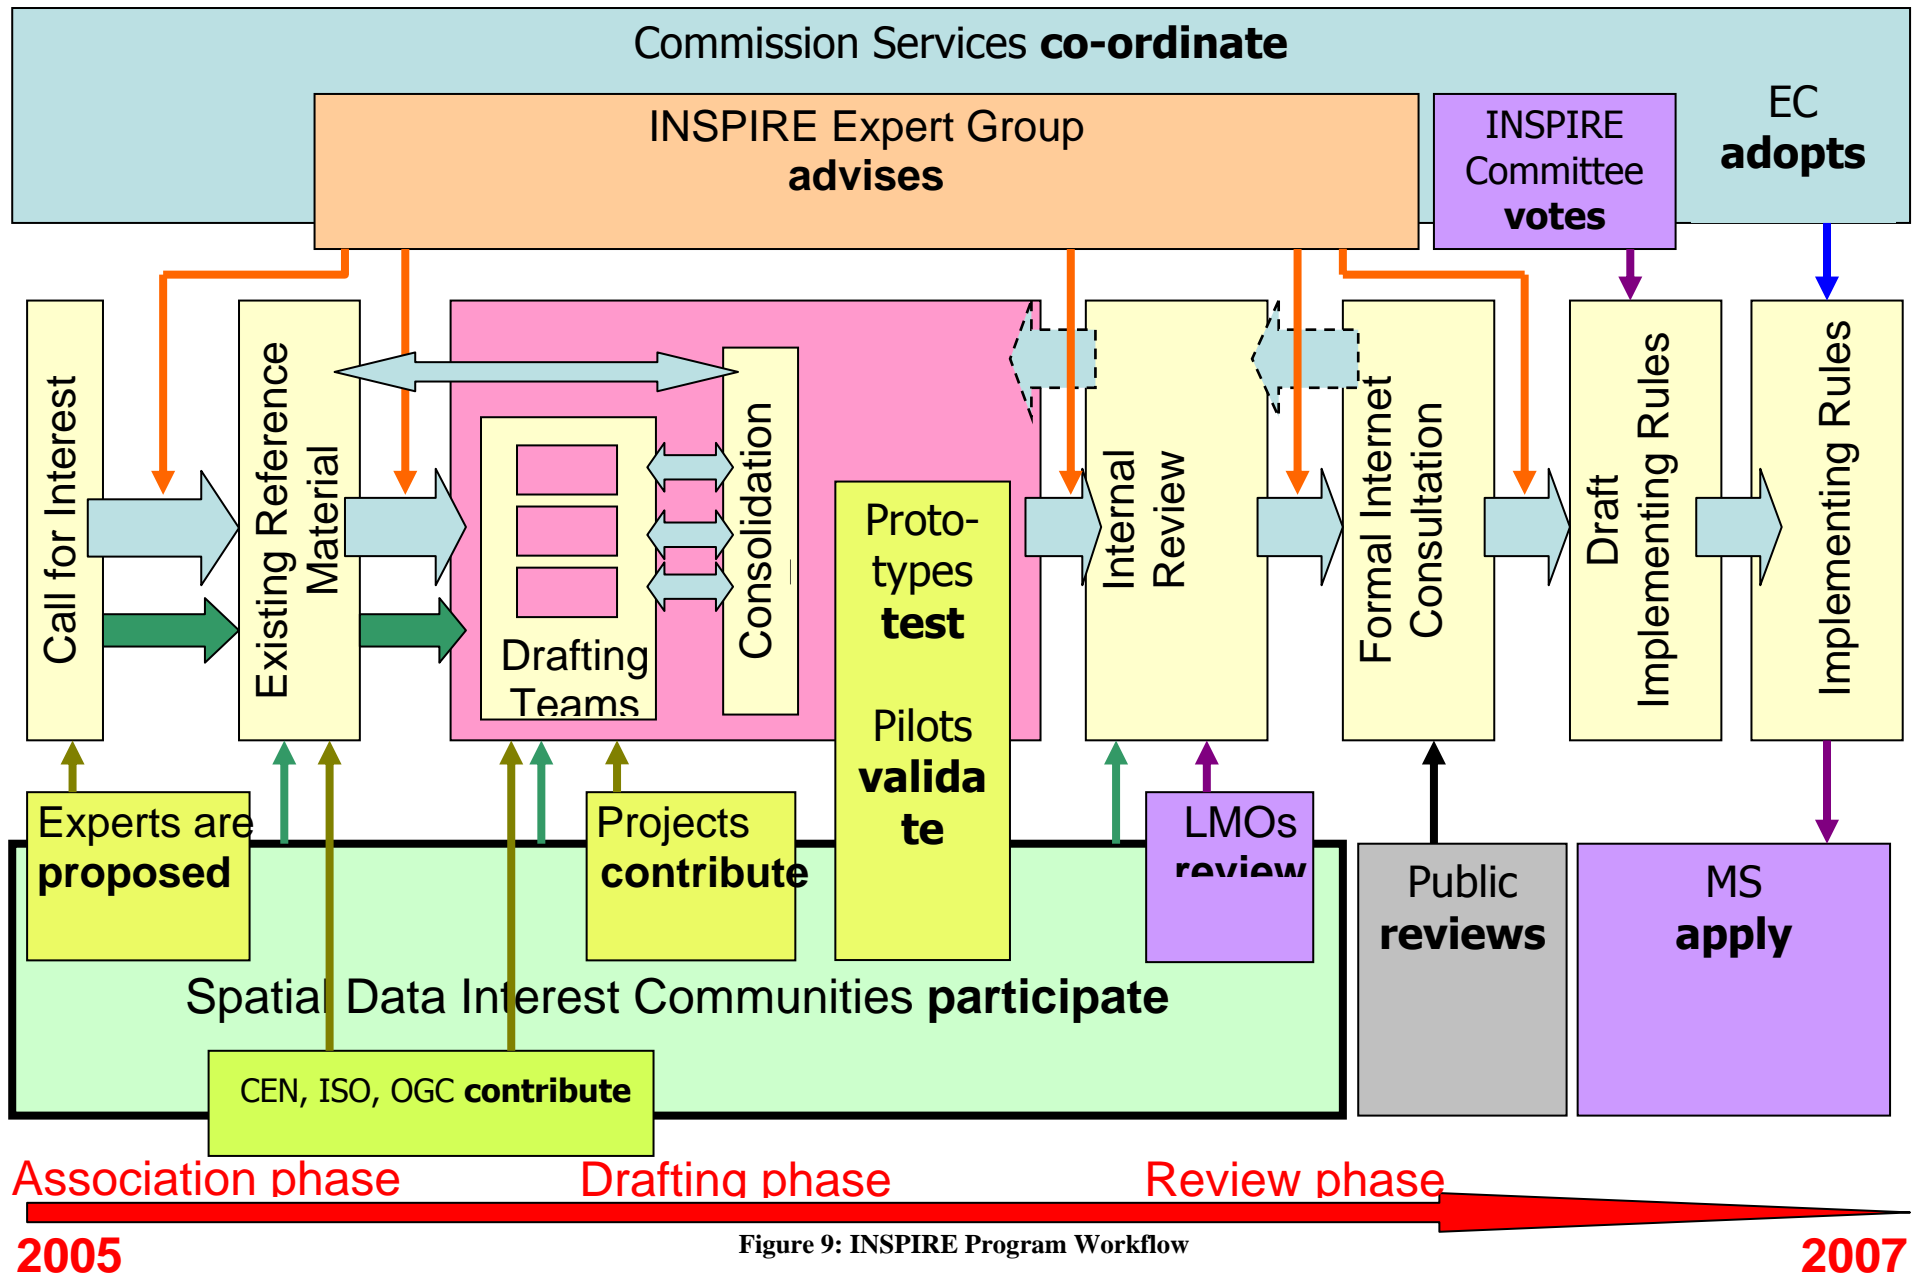 Commission Services co-ordinate
INSPIRE Expert Group
advises
INSPIRE
Committee
votes
EC
adopts
Call for Interest
Existing Reference
Material
Drafting
Teams
Consolidation
Proto-
types
test
Pilots
valida
te
Internal
Review
Formal Internet
Consultation
Draft
Implementing Rules
Implementing Rules
Experts are
proposed
Projects
contribute
LMOs
review
Public
reviews
MS
apply
Spatial Data Interest Communities participate
CEN, ISO, OGC contribute
Association phase
Drafting phase
Review phase
2005
Figure 9: INSPIRE Program Workflow
2007